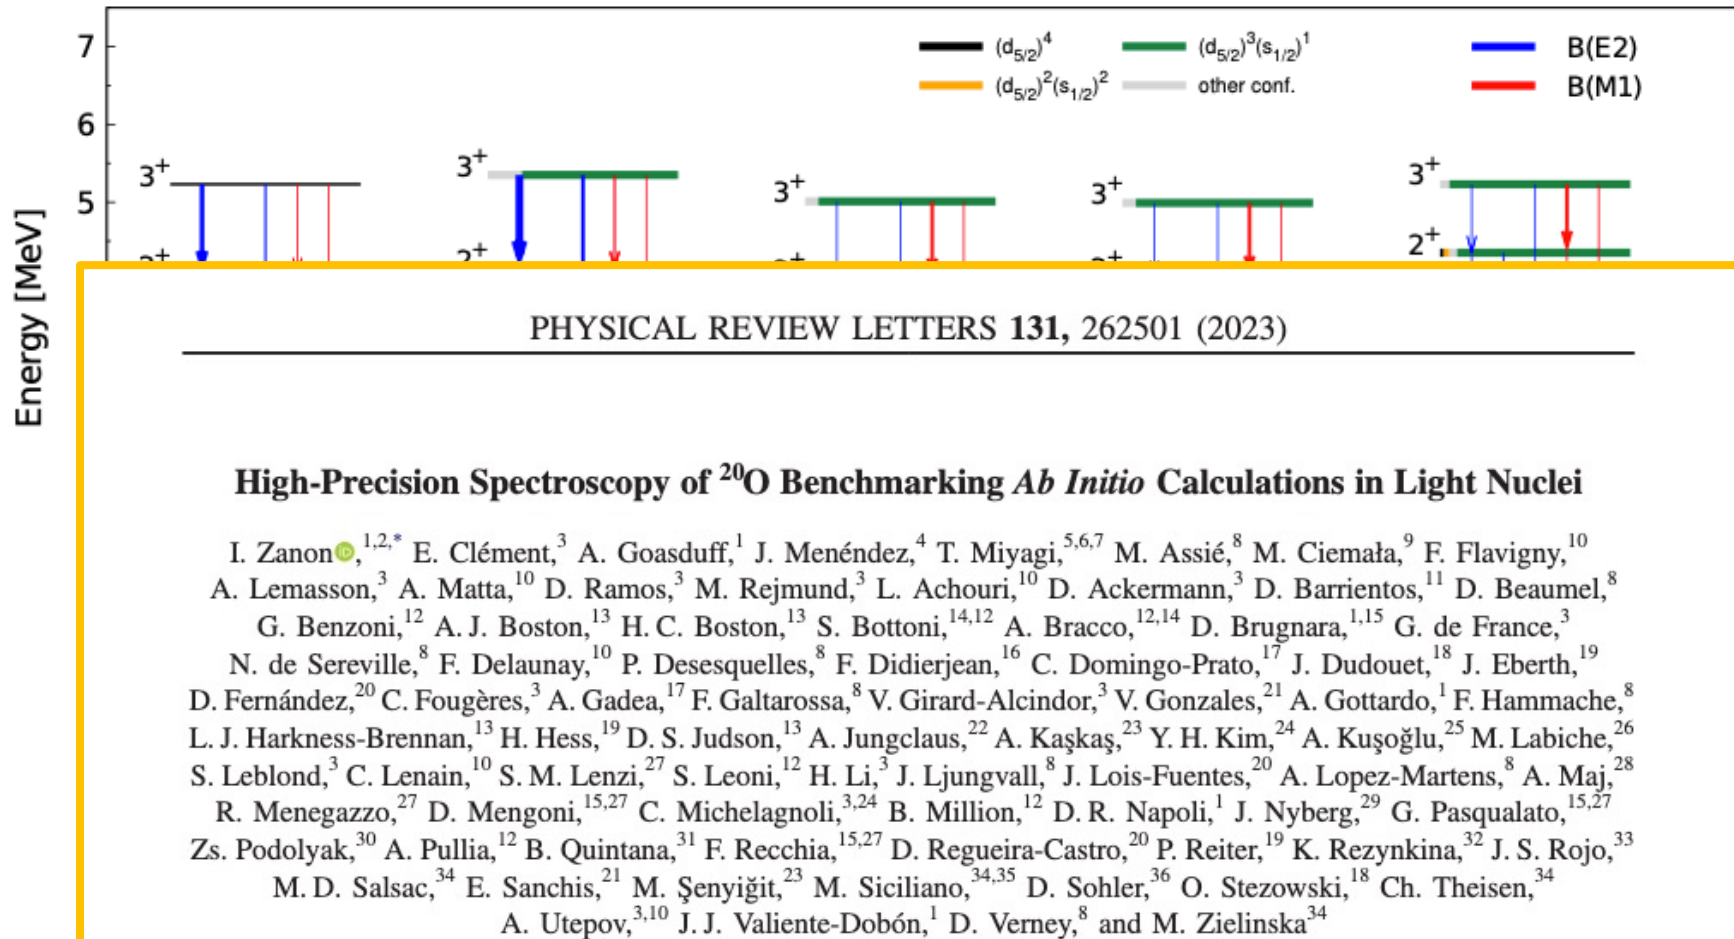 7
6
5
Energy [MeV]
(d5/2)^4
(d5/2)^3(s1/2)^1
B(E2)
(d5/2)^2(s1/2)^2
other conf.
B(M1)
3+
3+
3+
3+
3+
2+
2+
PHYSICAL REVIEW LETTERS 131, 262501 (2023)
High-Precision Spectroscopy of ^20O Benchmarking Ab Initio Calculations in Light Nuclei
I. Zanon, ^1,2,* E. Clément,^3 A. Goasduff,^1 J. Menéndez,^4 T. Miyagi,^5,6,7 M. Assié,^8 M. Ciemała,^9 F. Flavigny,^10
A. Lemasson,^3 A. Matta,^10 D. Ramos,^3 M. Rejmund,^3 L. Achouri,^10 D. Ackermann,^3 D. Barrientos,^11 D. Beaumel,^8
G. Benzoni,^12 A. J. Boston,^13 H. C. Boston,^13 S. Bottoni,^14,12 A. Bracco,^12,14 D. Brugnara,^1,15 G. de France,^3
N. de Sereville,^8 F. Delaunay,^10 P. Desesquelles,^8 F. Didierjean,^16 C. Domingo-Prato,^17 J. Dudouet,^18 J. Eberth,^19
D. Fernández,^20 C. Fougères,^3 A. Gadea,^17 F. Galtarossa,^8 V. Girard-Alcindor,^3 V. Gonzales,^21 A. Gottardo,^1 F. Hammache,^8
L. J. Harkness-Brennan,^13 H. Hess,^19 D. S. Judson,^13 A. Jungclaus,^22 A. Kaşkaş,^23 Y. H. Kim,^24 A. Kuşoğlu,^25 M. Labiche,^26
S. Leblond,^3 C. Lenain,^10 S. M. Lenzi,^27 S. Leoni,^12 H. Li,^3 J. Ljungvall,^8 J. Lois-Fuentes,^20 A. Lopez-Martens,^8 A. Maj,^28
R. Menegazzo,^27 D. Mengoni,^15,27 C. Michelagnoli,^3,24 B. Million,^12 D. R. Napoli,^1 J. Nyberg,^29 G. Pasqualato,^15,27
Zs. Podolyak,^30 A. Pullia,^12 B. Quintana,^31 F. Recchia,^15,27 D. Regueira-Castro,^20 P. Reiter,^19 K. Rezynkina,^32 J. S. Rojo,^33
M. D. Salsac,^34 E. Sanchis,^21 M. Şenyiğit,^23 M. Siciliano,^34,35 D. Sohler,^36 O. Stezowski,^18 Ch. Theisen,^34
A. Utepov,^3,10 J. J. Valiente-Dobón,^1 D. Verney,^8 and M. Zielinska^34